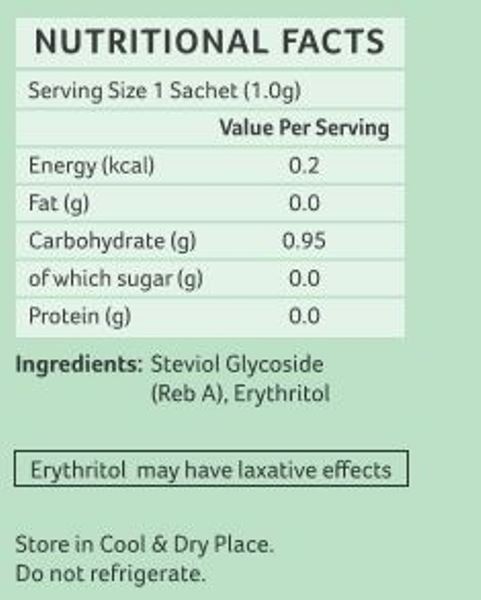 NUTRITIONAL FACTS
Serving Size 1 Sachet (1.0g)
Value Per Serving
Energy (kcal) 0.2
Fat (g) 0.0
Carbohydrate (g) 0.95
of which sugar (g) 0.0
Protein (g) 0.0
Ingredients: Steviol Glycoside
(Reb A), Erythritol
Erythritol may have laxative effects
Store in Cool & Dry Place.
Do not refrigerate.